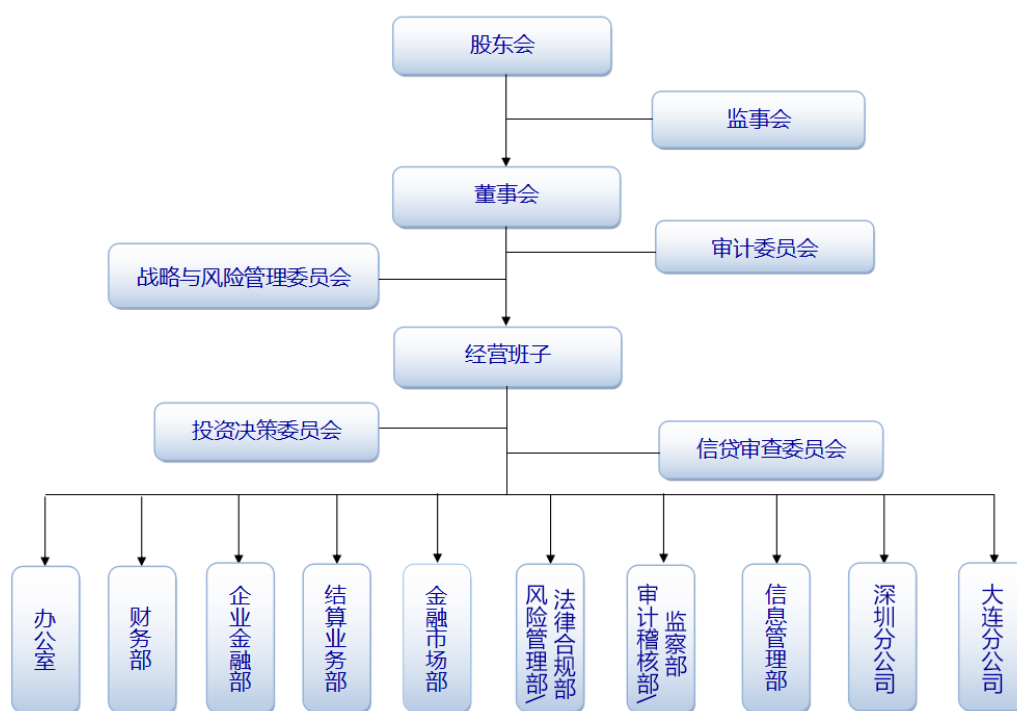 股东会
监事会
董事会
审计委员会
战略与风险管理委员会
经营班子
投资决策委员会
信贷审查委员会
办公室
财务部
企业金融部
结算业务部
金融市场部
风险管理部\
法律合规部
审计稽核部\
监察部
信息管理部
深圳分公司
大连分公司